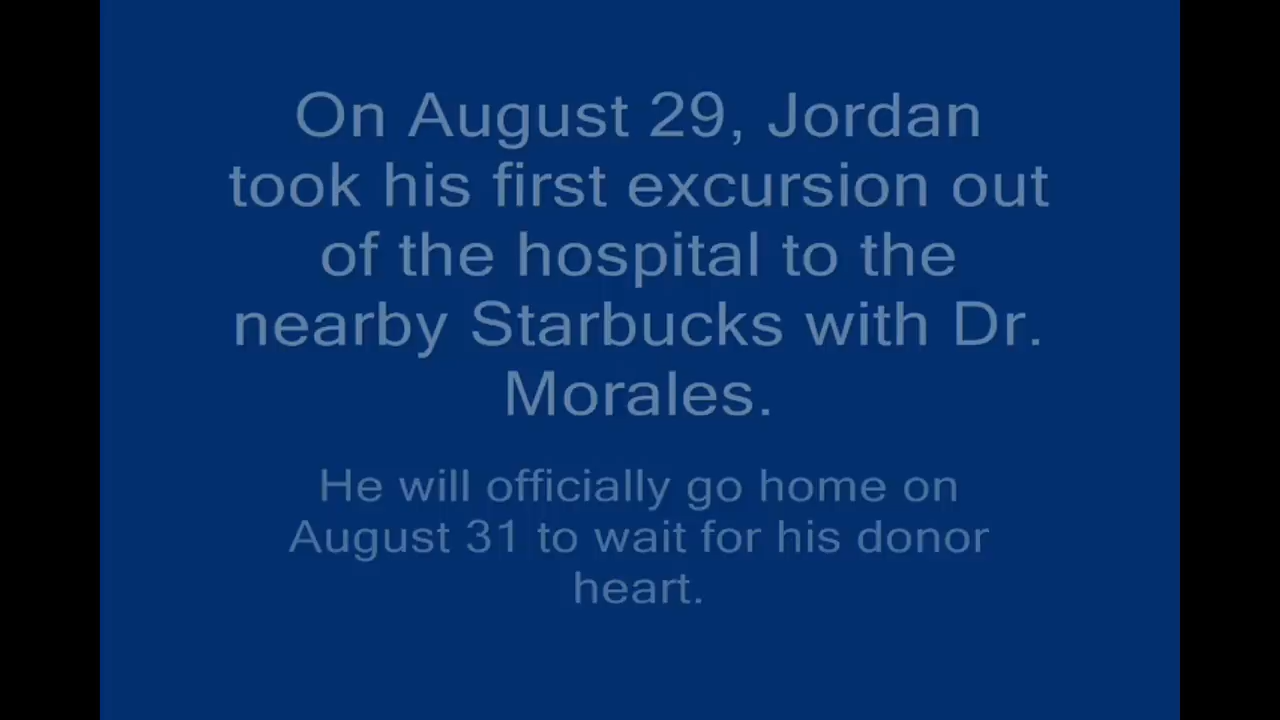 On August 29, Jordan
took his first excursion out
of the hospital to the
nearby Starbucks with Dr.
Morales.
He will officially go home on
August 31 to wait for his donor
heart.